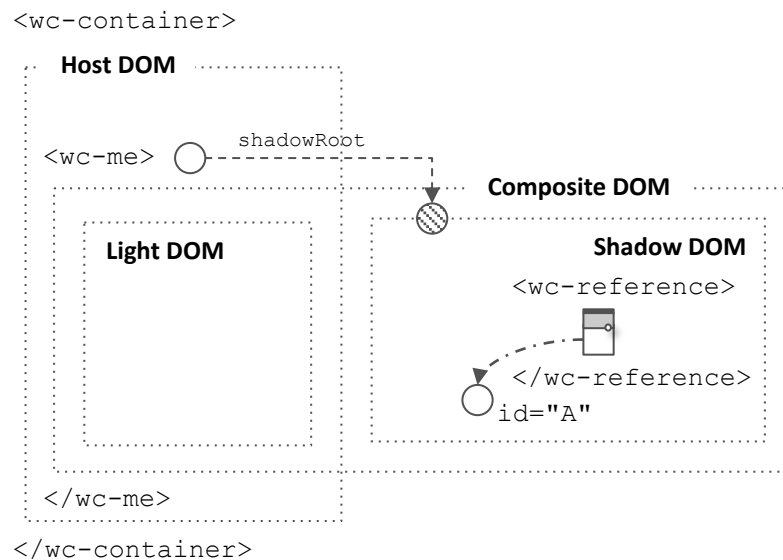 <wc-container>
Host DOM
shadowRoot
<wc-me>
Composite DOM
Light DOM
Shadow DOM
<wc-reference>
</wc-reference>
id="A"
</wc-me>
</wc-container>